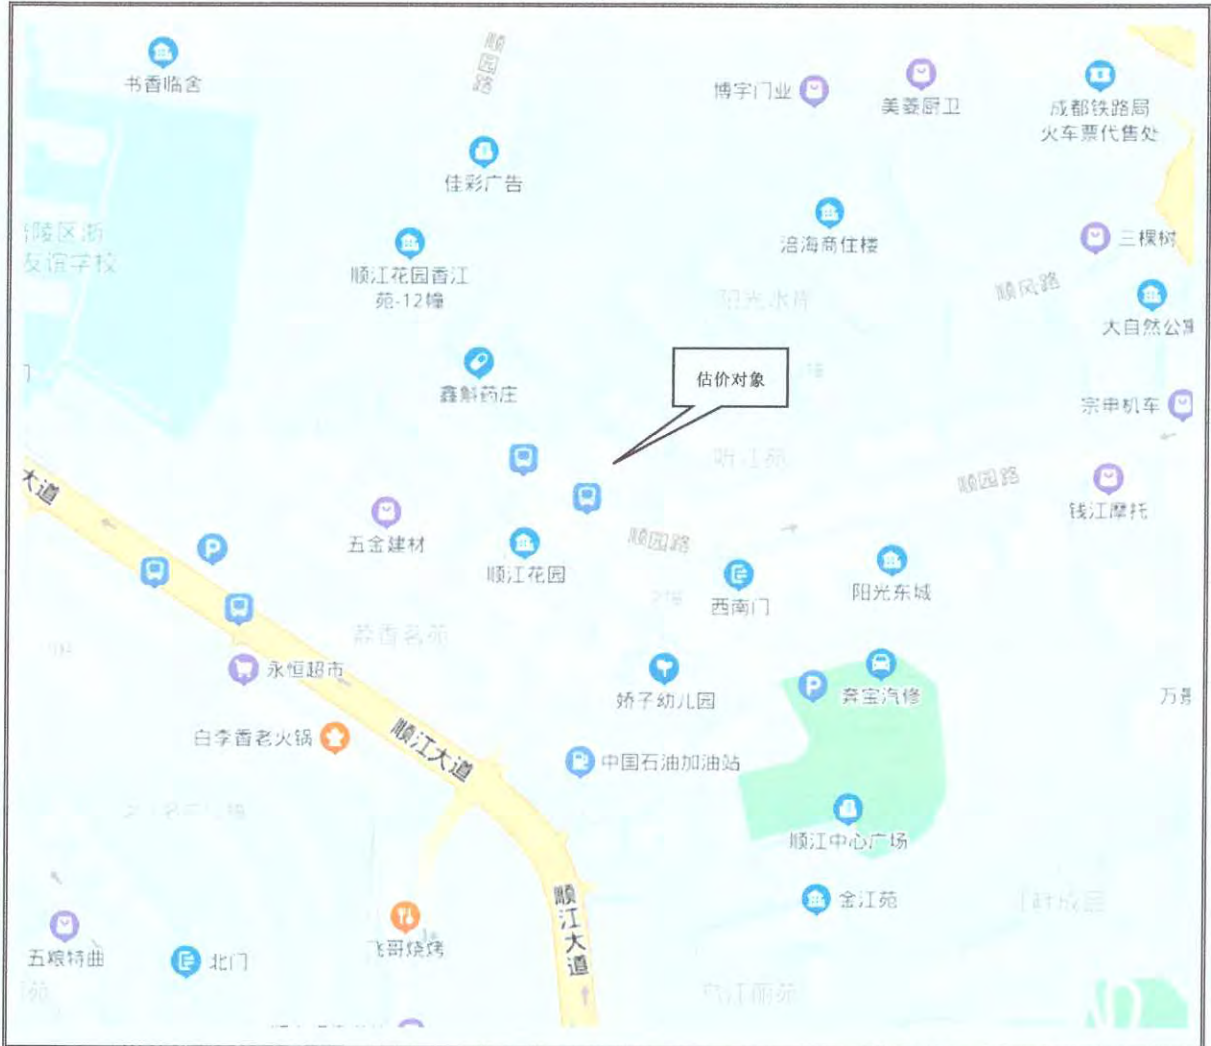 书香临舍
顺园路
博宇门业
美菱厨卫
成都铁路局
火车票代售处
佳彩广告
陵区浙
友谊学校
涪海商住楼
三棵树
顺江花园香江
苑-12幢
阳光水岸
顺风路
大自然公寓
估价对象
鑫斛药庄
宗申机车
听江苑
大道
顺园路
钱江摩托
五金建材
P
顺江花园
顺园路
西南门
阳光东城
永恒超市
娇子幼儿园
P
奔宝汽修
万景
白李香老火锅
顺江大道
中国石油加油站
顺江中心广场
顺江大道
金江苑
五粮特曲
北门
飞哥烧烤
苑
乌江丽苑